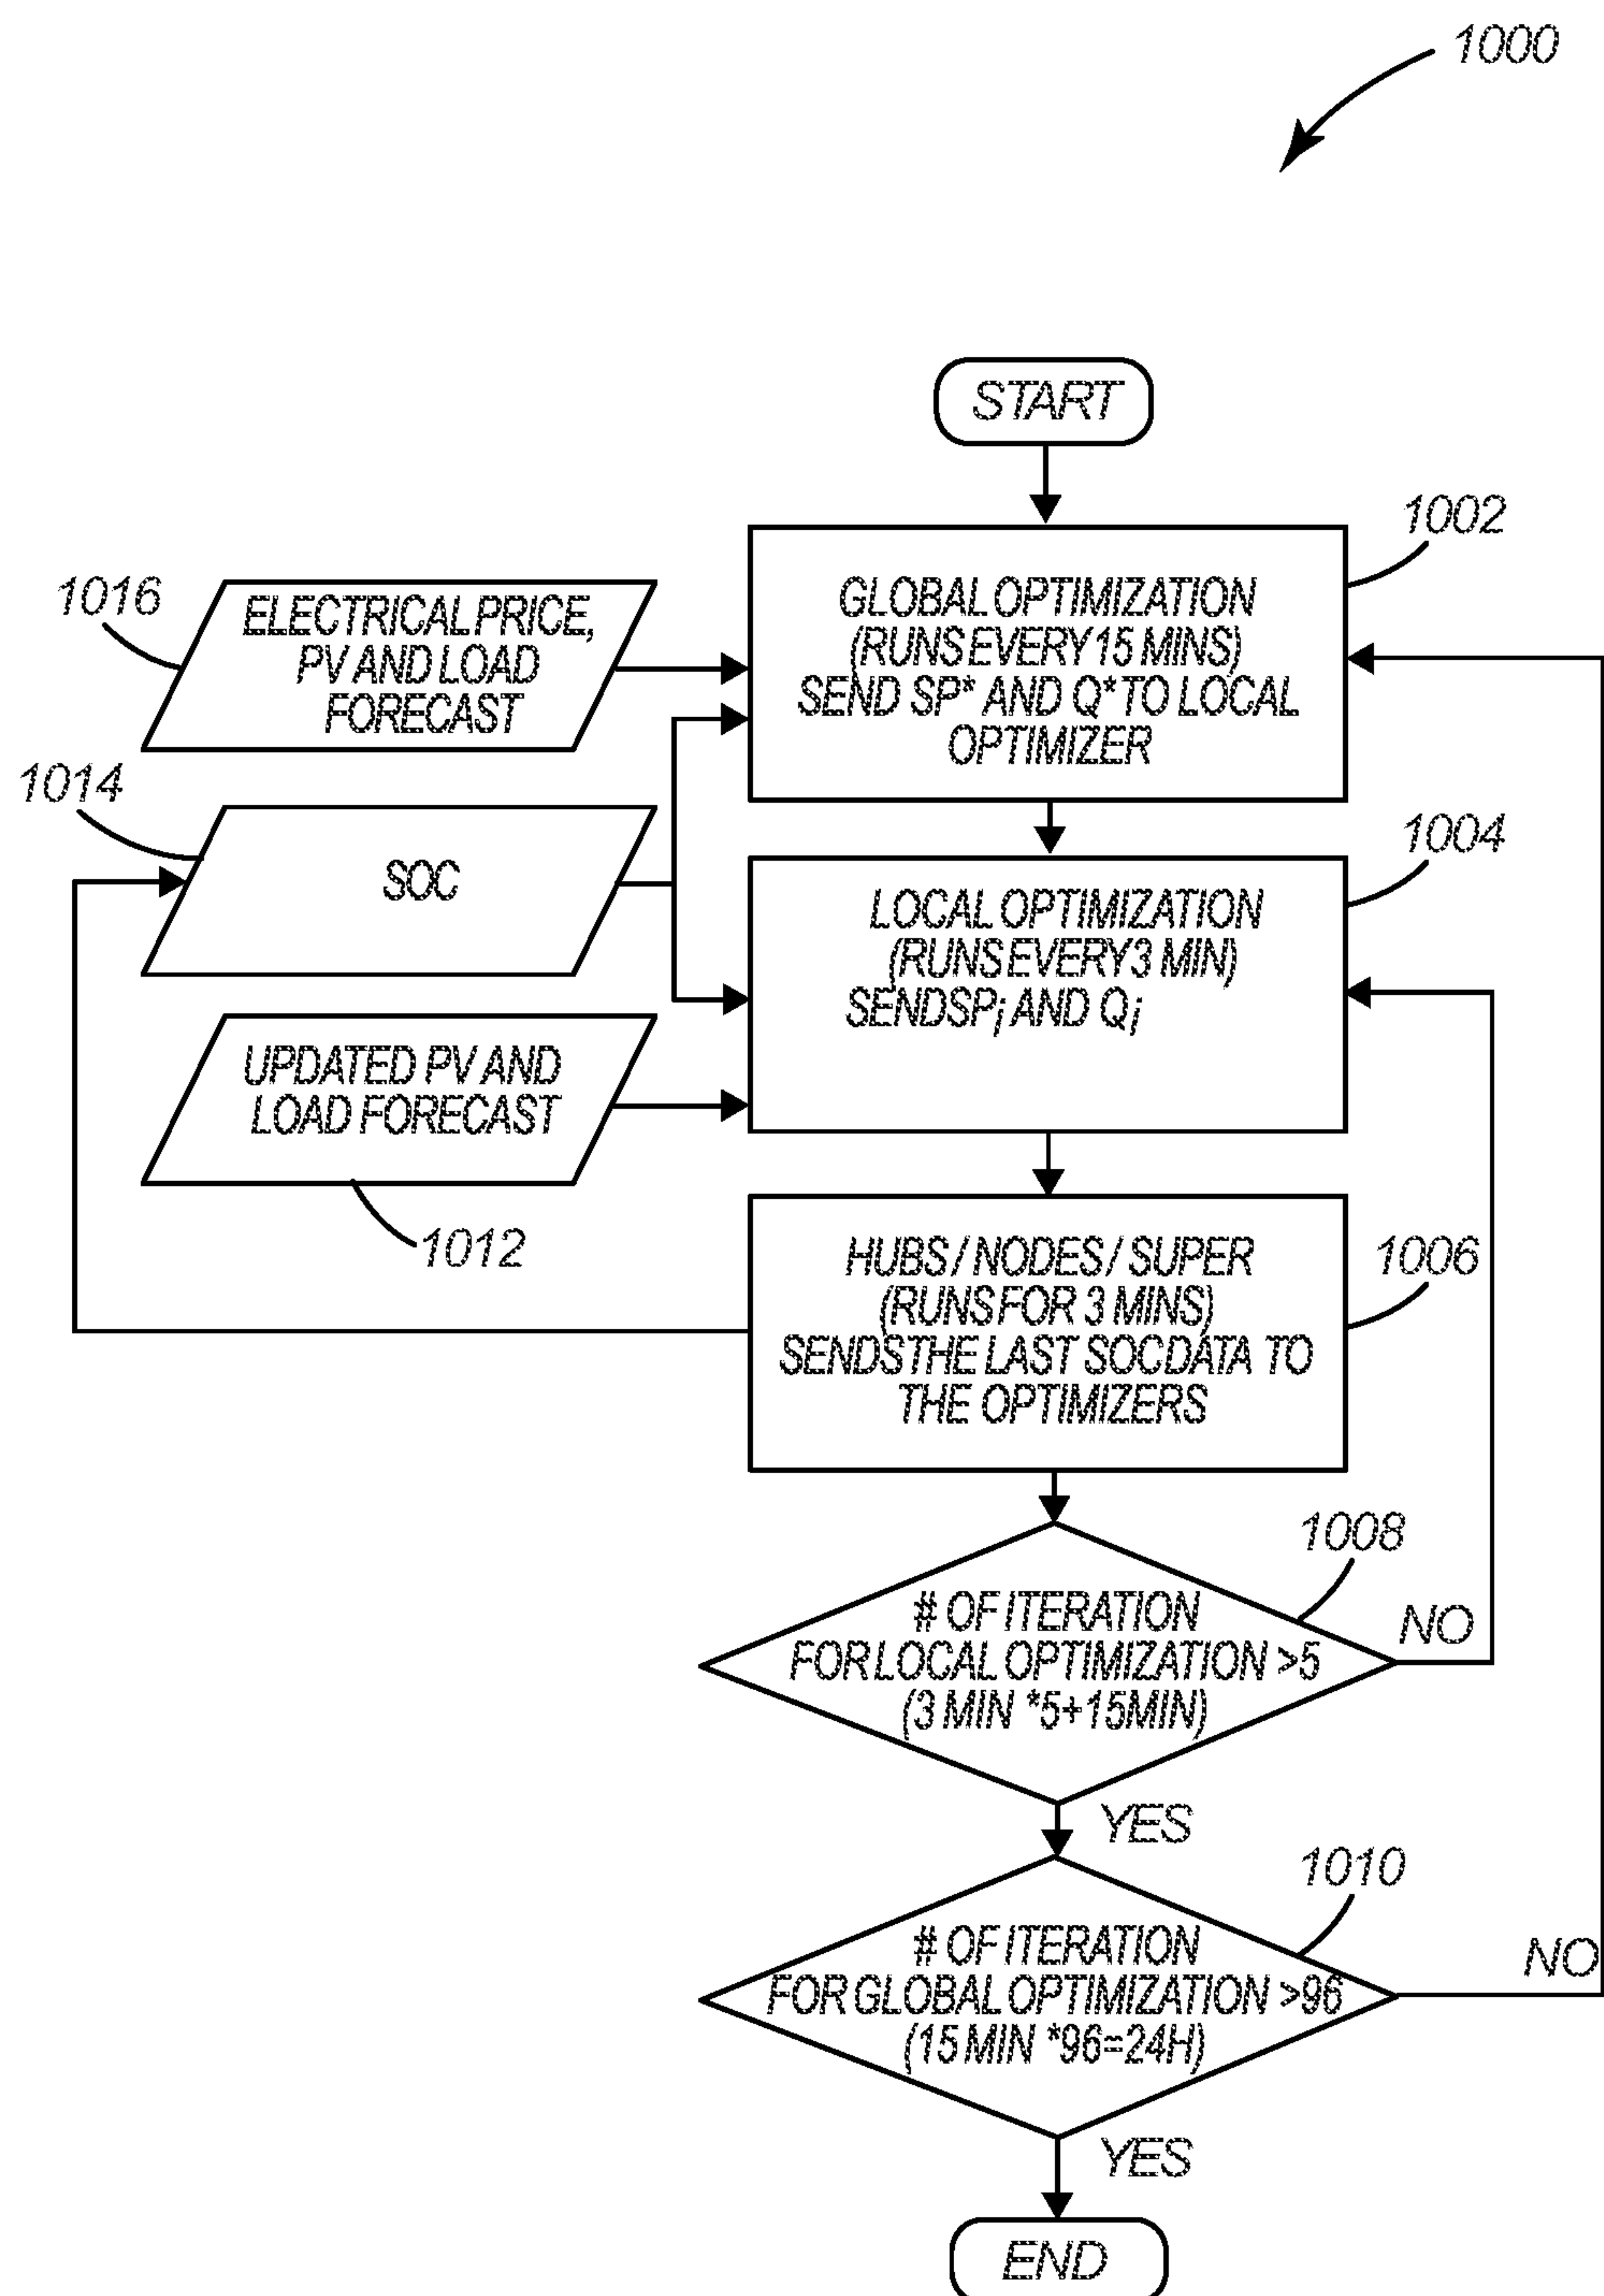 1000
START
1002
GLOBAL OPTIMIZATION
(RUNS EVERY 15 MINS)
SEND SP* AND Q* TO LOCAL
OPTIMIZER
1016
ELECTRICAL PRICE,
PV AND LOAD
FORECAST
1014
SOC
1004
LOCAL OPTIMIZATION
(RUNS EVERY 3 MIN)
SEND SPi AND Qi
UPDATED PV AND
LOAD FORECAST
1012
1006
HUBS / NODES / SUPER
(RUNS FOR 3 MINS)
SENDS THE LAST SOC DATA TO
THE OPTIMIZERS
1008
# OF ITERATION
FOR LOCAL OPTIMIZATION >5
(3 MIN *5+15MIN)
NO
YES
1010
# OF ITERATION
FOR GLOBAL OPTIMIZATION >96
(15 MIN *96=24H)
NO
YES
END